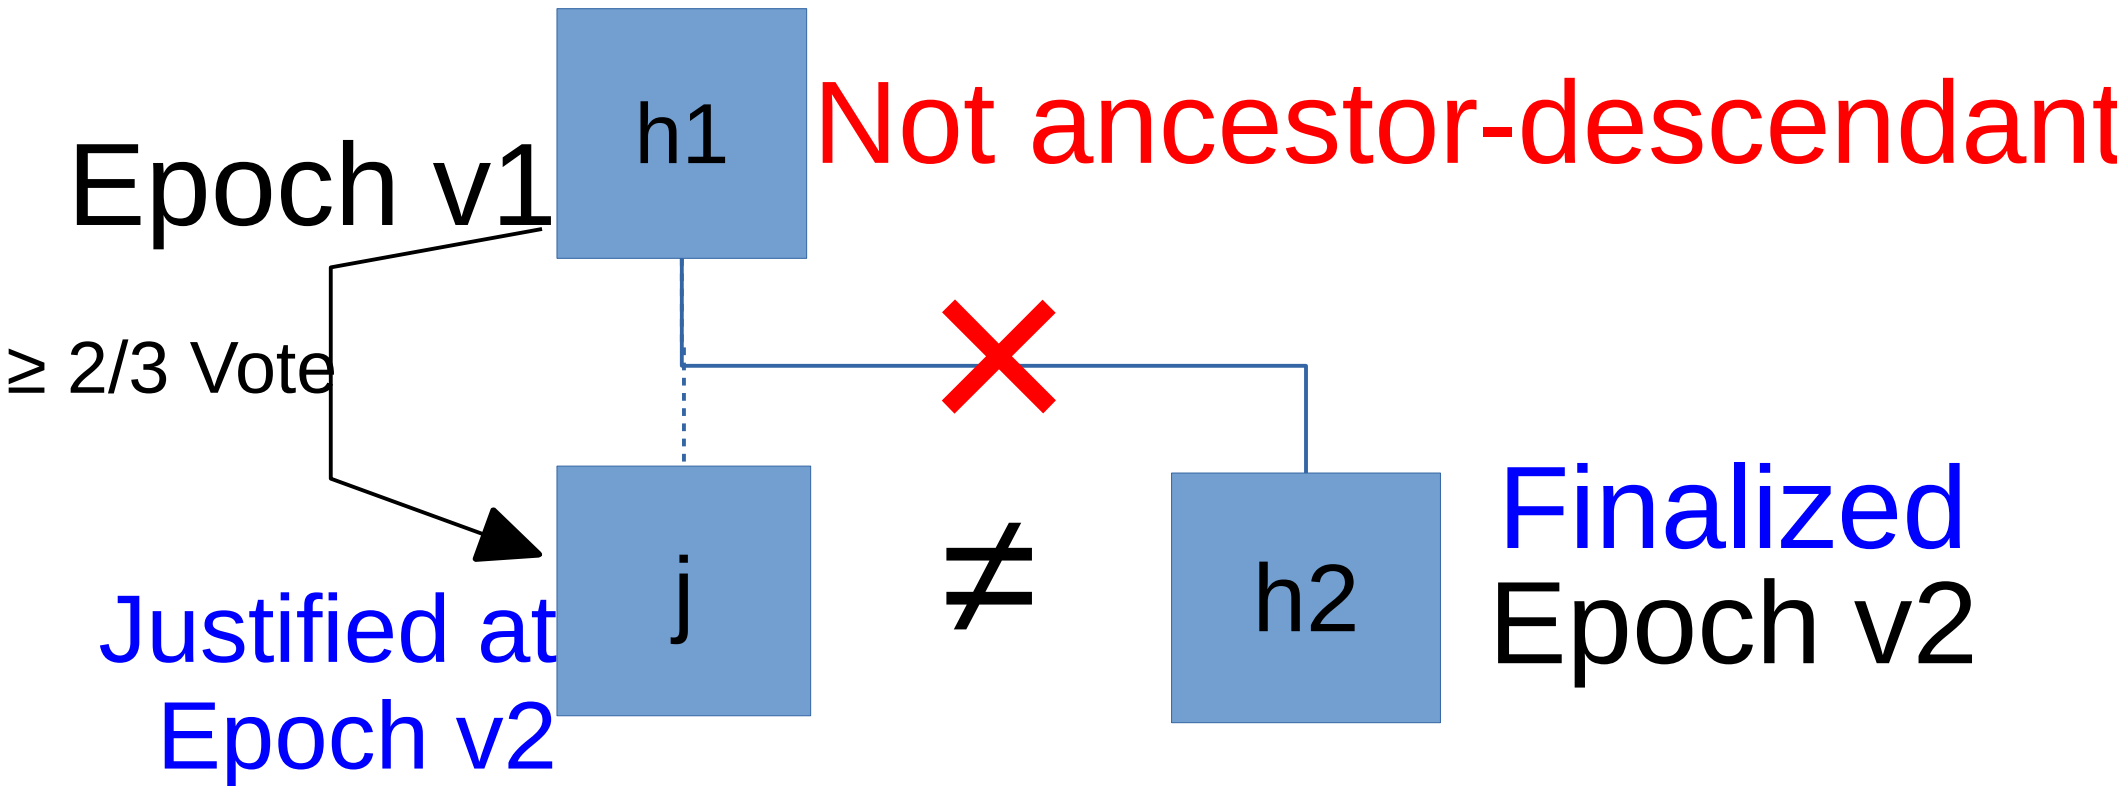 h1
Not ancestor-descendant
Epoch v1
≥ 2/3 Vote
j
≠
h2
Finalized
Epoch v2
Justified at
Epoch v2